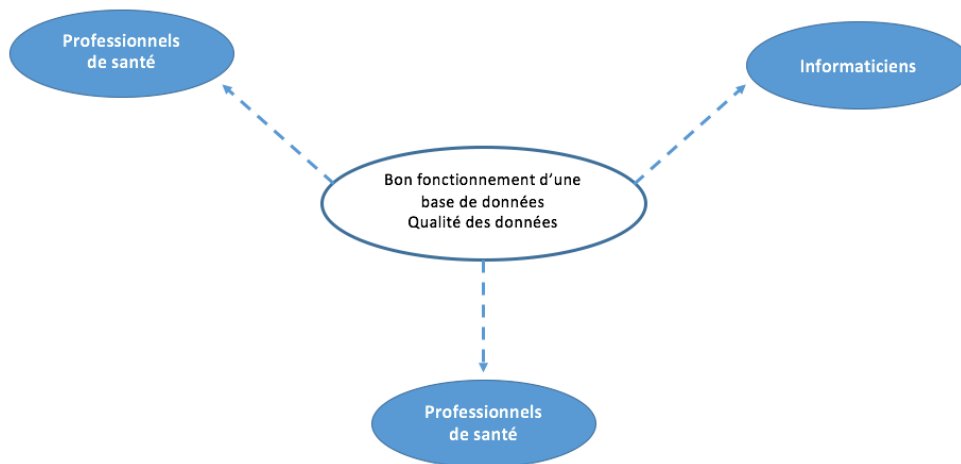 Professionnels
de santé
Informaticiens
Bon fonctionnement d'une
base de données
Qualité des données
Professionnels
de santé